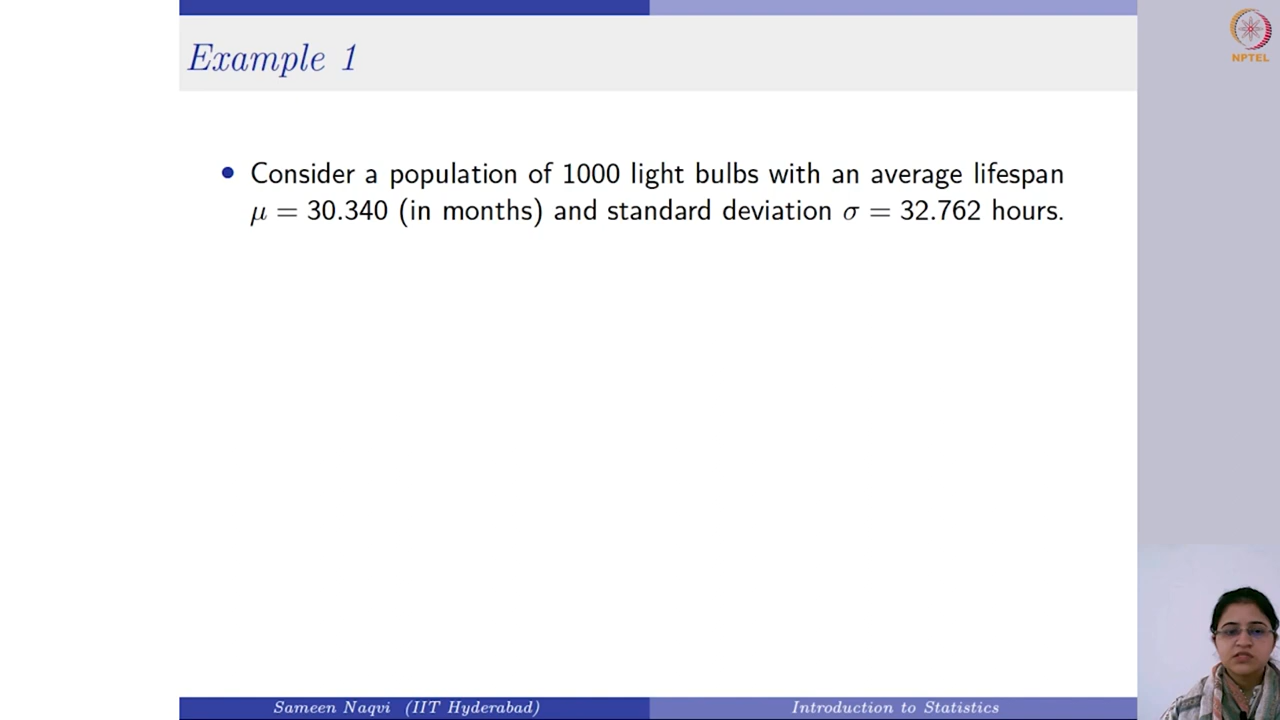 Example 1
NPTEL
• Consider a population of 1000 light bulbs with an average lifespan
μ = 30.340 (in months) and standard deviation σ = 32.762 hours.
Sameen Naqvi (IIT Hyderabad)
Introduction to Statistics